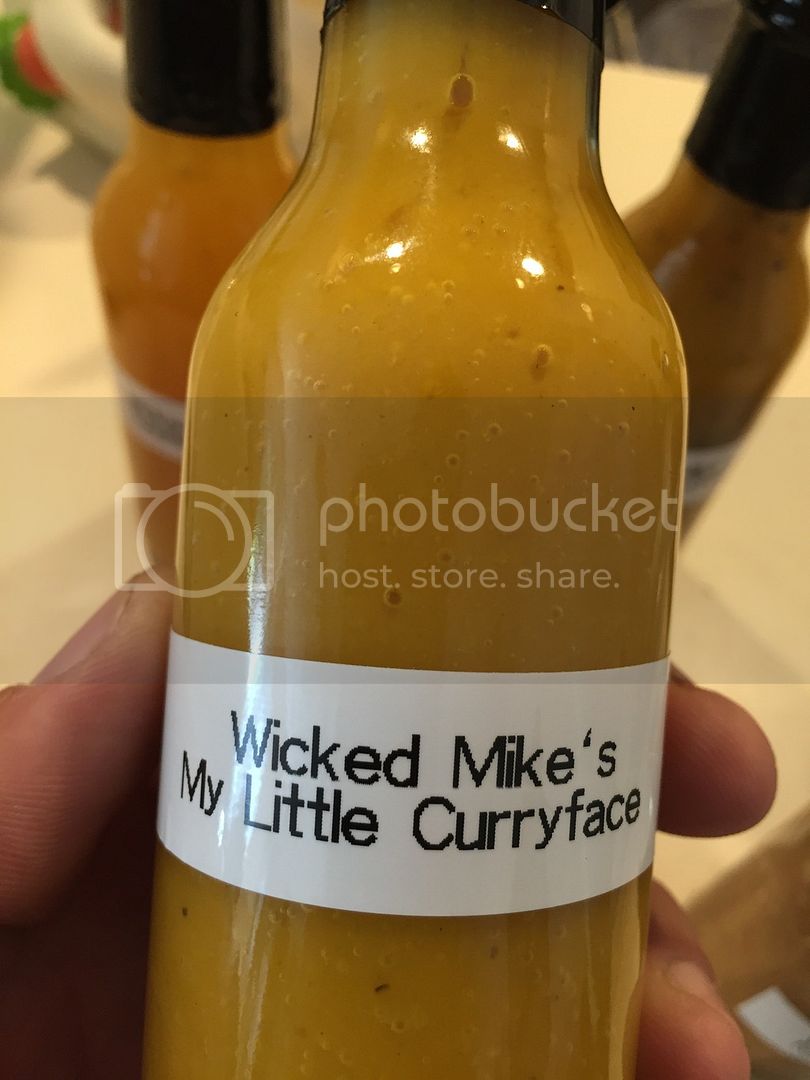 photobucket
host. store. share.
Wicked Mike's
My Little Curryface